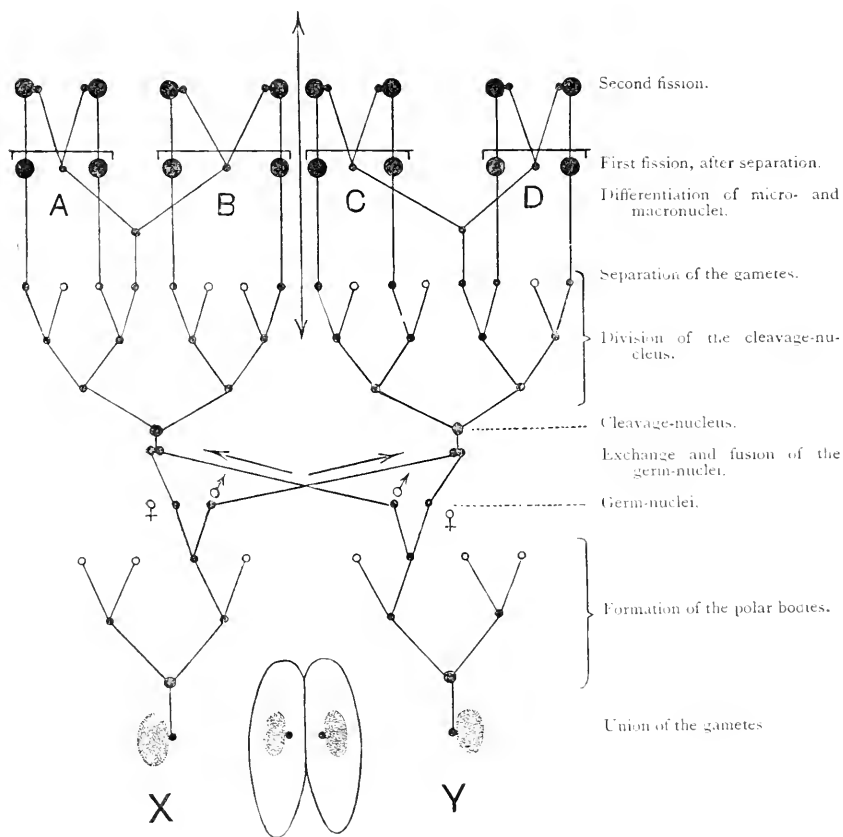 Second fission.
First fission, after separation.
A B C D
Differentiation of micro- and
macronuclei.
Separation of the gametes.
Division of the cleavage-nu-
cleus.
Cleavage-nucleus.
Exchange and fusion of the
germ-nuclei.
♂ ♂
♀ Germ-nuclei.
♀
Formation of the polar bodies.
Union of the gametes
X Y